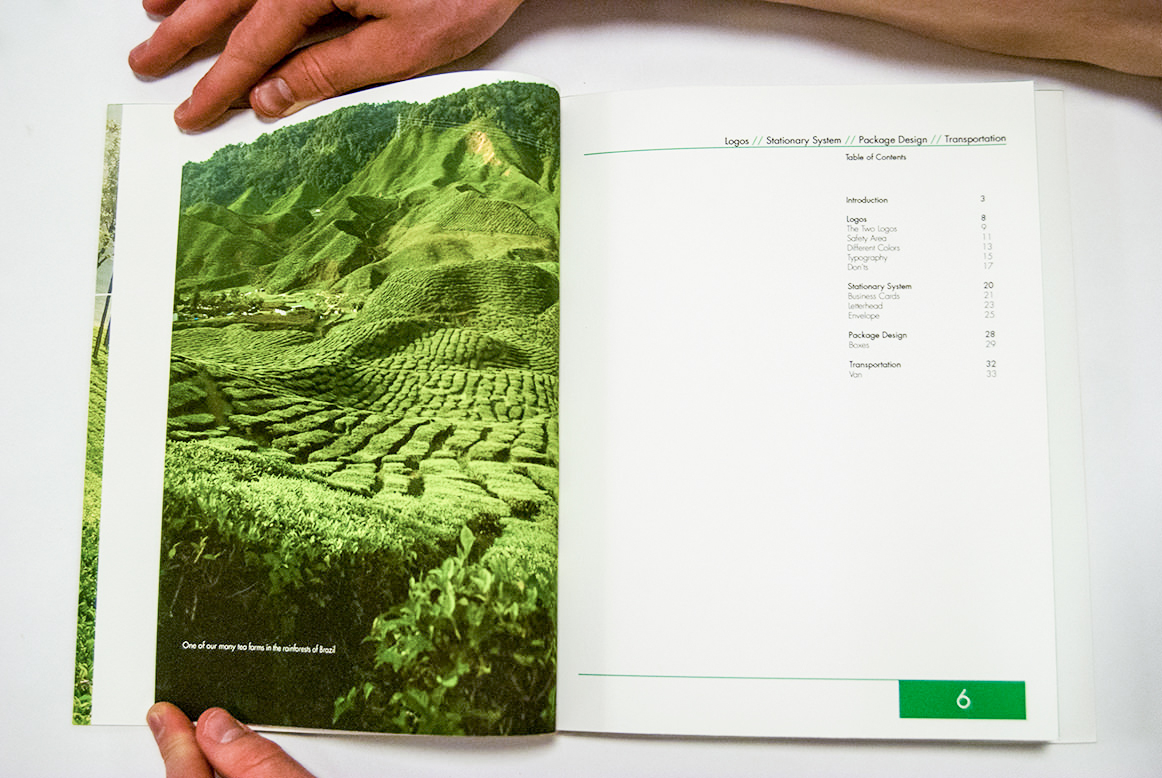 One of our many tea farms in the rainforests of Brazil
Logos // Stationary System // Package Design // Transportation
Table of Contents
Introduction 3
Logos 8
The Two Logos 9
Safety Area 11
Different Colors 13
Typography 15
Don'ts 17
Stationary System 20
Business Cards 21
Letterhead 23
Envelope 25
Package Design 28
Boxes 29
Transportation 32
Van 33
6